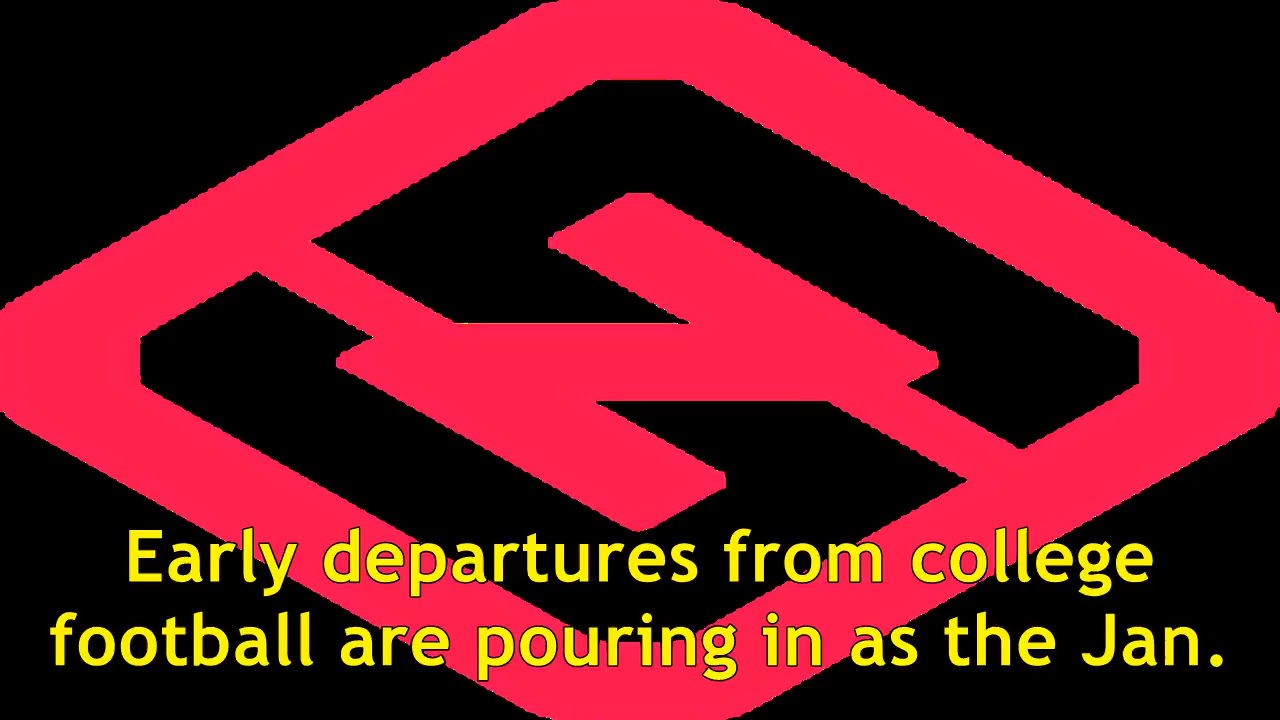 Early departures from college
football are pouring in as the Jan.